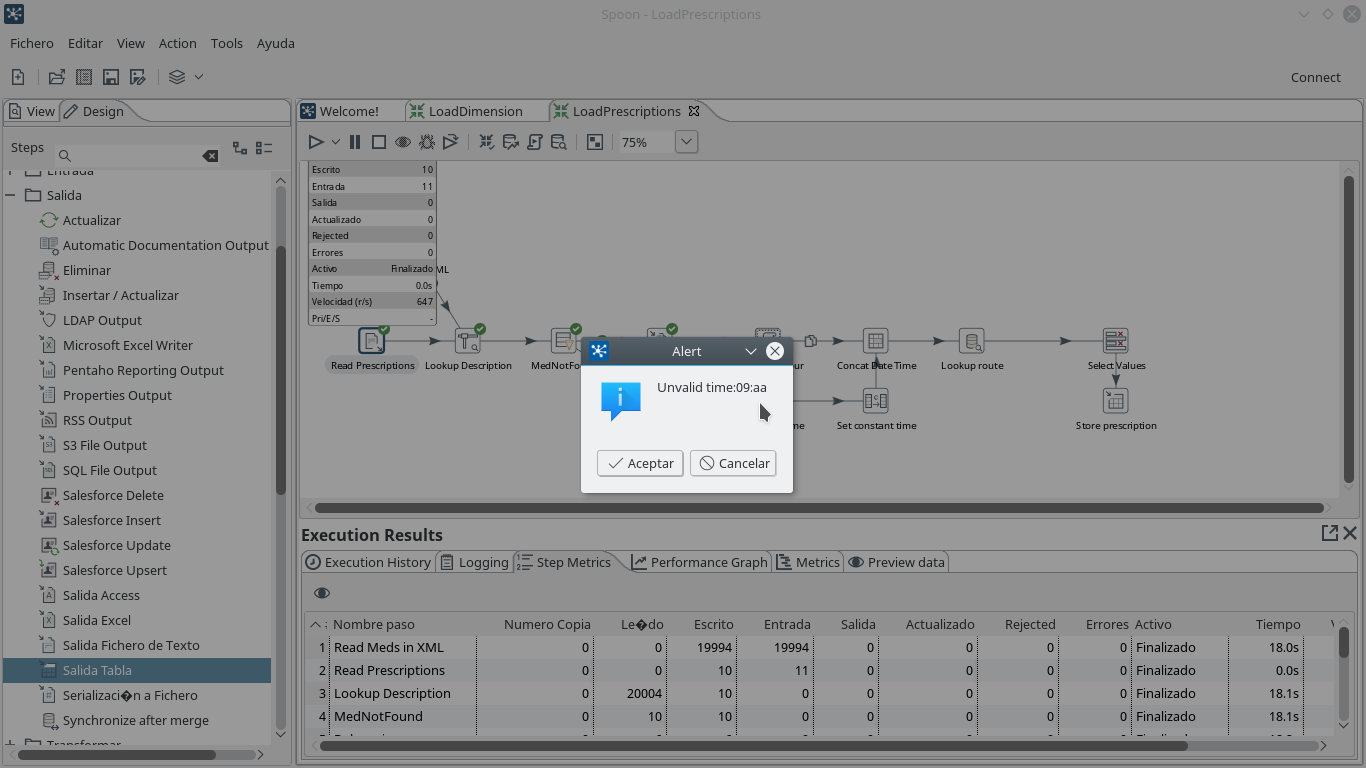 Spoon - LoadPrescriptions
Fichero Editar View Action Tools Ayuda
Connect
View Design
Welcome! LoadDimension LoadPrescriptions
Steps
75%
Entrada
Salida
Actualizar
Automatic Documentation Output
Eliminar
Insertar / Actualizar
LDAP Output
Microsoft Excel Writer
Pentaho Reporting Output
Properties Output
RSS Output
S3 File Output
SQL File Output
Salesforce Delete
Salesforce Insert
Salesforce Update
Salesforce Upsert
Salida Access
Salida Excel
Salida Fichero de Texto
Salida Tabla
Serializaci�n a Fichero
Synchronize after merge
Transformar
Escrito 10
Entrada 11
Salida 0
Actualizado 0
Rejected 0
Errores 0
Activo Finalizado
Tiempo 0.0s
Velocidad (r/s) 647
Pri/E/S -
ML
Read Prescriptions Lookup Description MedNotFo ur Concat Date Time Lookup route Select Values
me Set constant time Store prescription
Alert
Unvalid time:09:aa
Aceptar Cancelar
Execution Results
Execution History Logging Step Metrics Performance Graph Metrics Preview data
Nombre paso Numero Copia Le�do Escrito Entrada Salida Actualizado Rejected Errores Activo Tiempo
1 Read Meds in XML 0 0 19994 19994 0 0 0 0 Finalizado 18.0s
2 Read Prescriptions 0 0 10 11 0 0 0 0 Finalizado 0.0s
3 Lookup Description 0 20004 10 0 0 0 0 0 Finalizado 18.1s
4 MedNotFound 0 10 10 0 0 0 0 0 Finalizado 18.1s